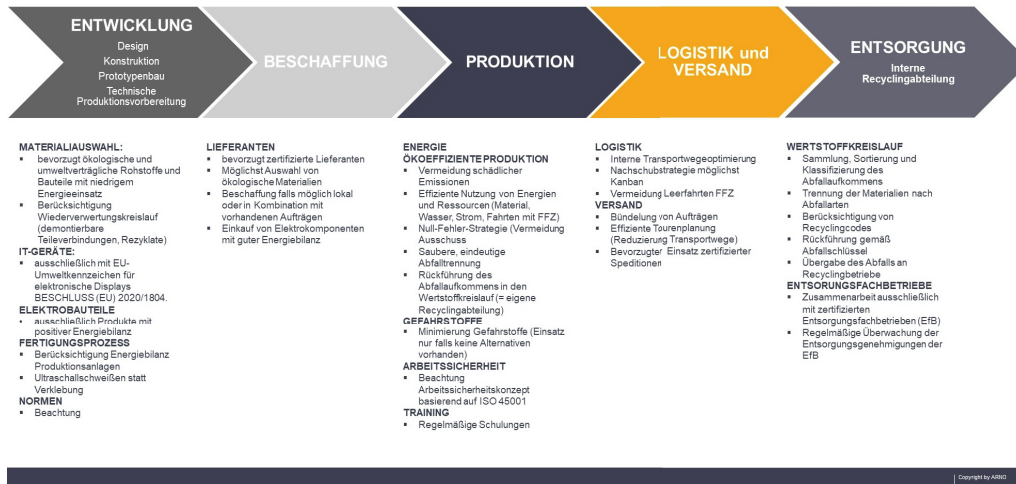 ENTWICKLUNG
Design
Konstruktion
Prototypenbau
Technische
Produktionsvorbereitung
BESCHAFFUNG
PRODUKTION
LOGISTIK und
VERSAND
ENTSORGUNG
Interne
Recyclingabteilung
MATERIALAUSWAHL:
▪ bevorzugt ökologische und
umweltverträgliche Rohstoffe und
Bauteile mit niedrigem
Energieeinsatz
▪ Berücksichtigung
Wiederverwertungskreislauf
(demontierbare
Teileverbindungen, Rezyklate)
IT-GERÄTE:
▪ ausschließlich mit EU-
Umweltkennzeichen für
elektronische Displays
BESCHLUSS (EU) 2020/1804.
ELEKTROBAUTEILE
▪ ausschließlich Produkte mit
positiver Energiebilanz
FERTIGUNGSPROZESS
▪ Berücksichtigung Energiebilanz
Produktionsanlagen
▪ Ultraschallschweißen statt
Verklebung
NORMEN
▪ Beachtung
LIEFERANTEN
▪ bevorzugt zertifizierte Lieferanten
▪ Möglichst Auswahl von
ökologische Materialien
▪ Beschaffung falls möglich lokal
oder in Kombination mit
vorhandenen Aufträgen
▪ Einkauf von Elektrokomponenten
mit guter Energiebilanz
ENERGIE
ÖKOEFFIZIENTE PRODUKTION
▪ Vermeidung schädlicher
Emissionen
▪ Effiziente Nutzung von Energien
und Ressourcen (Material,
Wasser, Strom, Fahrten mit FFZ)
▪ Null-Fehler-Strategie (Vermeidung
Ausschuss
▪ Saubere, eindeutige
Abfalltrennung
▪ Rückführung des
Abfallaufkommens in den
Wertstoffkreislauf (= eigene
Recyclingabteilung)
GEFAHRSTOFFE
▪ Minimierung Gefahrstoffe (Einsatz
nur falls keine Alternativen
vorhanden)
ARBEITSSICHERHEIT
▪ Beachtung
Arbeitssicherheitskonzept
basierend auf ISO 45001
TRAINING
▪ Regelmäßige Schulungen
LOGISTIK
▪ Interne Transportwegeoptimierung
▪ Nachschubstrategie möglichst
Kanban
▪ Vermeidung Leerfahrten FFZ
VERSAND
▪ Bündelung von Aufträgen
▪ Effiziente Tourenplanung
(Reduzierung Transportwege)
▪ Bevorzugter Einsatz zertifizierter
Speditionen
WERTSTOFFKREISLAUF
▪ Sammlung, Sortierung und
Klassifizierung des
Abfallaufkommens
▪ Trennung der Materialien nach
Abfallarten
▪ Berücksichtigung von
Recyclingcodes
▪ Rückführung gemäß
Abfallschlüssel
▪ Übergabe des Abfalls an
Recyclingbetriebe
ENTSORUNGSFACHBETRIEBE
▪ Zusammenarbeit ausschließlich
mit zertifizierten
Entsorgungsfachbetrieben (EfB)
▪ Regelmäßige Überwachung der
Entsorgungsgenehmigungen der
EfB
Copyright by ARNO